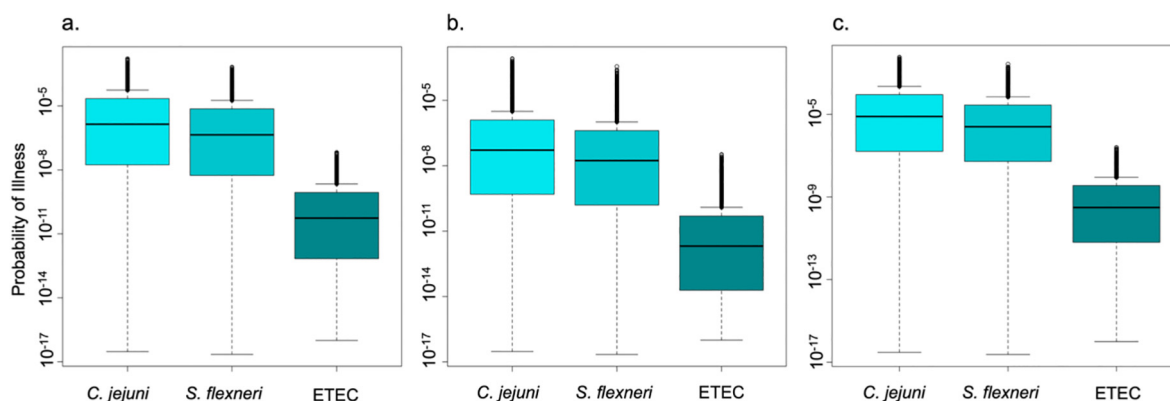 a.
Probability of Illness
10-5
10-8
10-11
10-14
10-17
C. jejuni S. flexneri ETEC
b.
10-5
10-8
10-11
10-14
10-17
C. jejuni S. flexneri ETEC
c.
10-5
10-9
10-13
10-17
C. jejuni S. flexneri ETEC